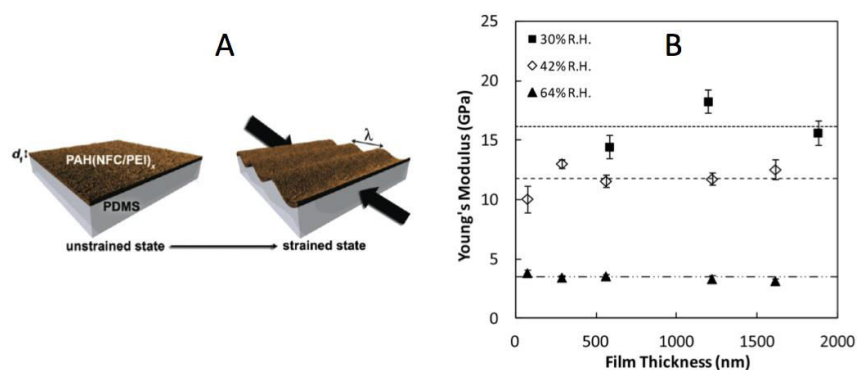 A
d_f
PAH(NFC/PEI)_x
PDMS
unstrained state
λ
strained state
B
30% R.H.
42% R.H.
64% R.H.
Young's Modulus (GPa)
25
20
15
10
5
0
0 500 1000 1500 2000
Film Thickness (nm)